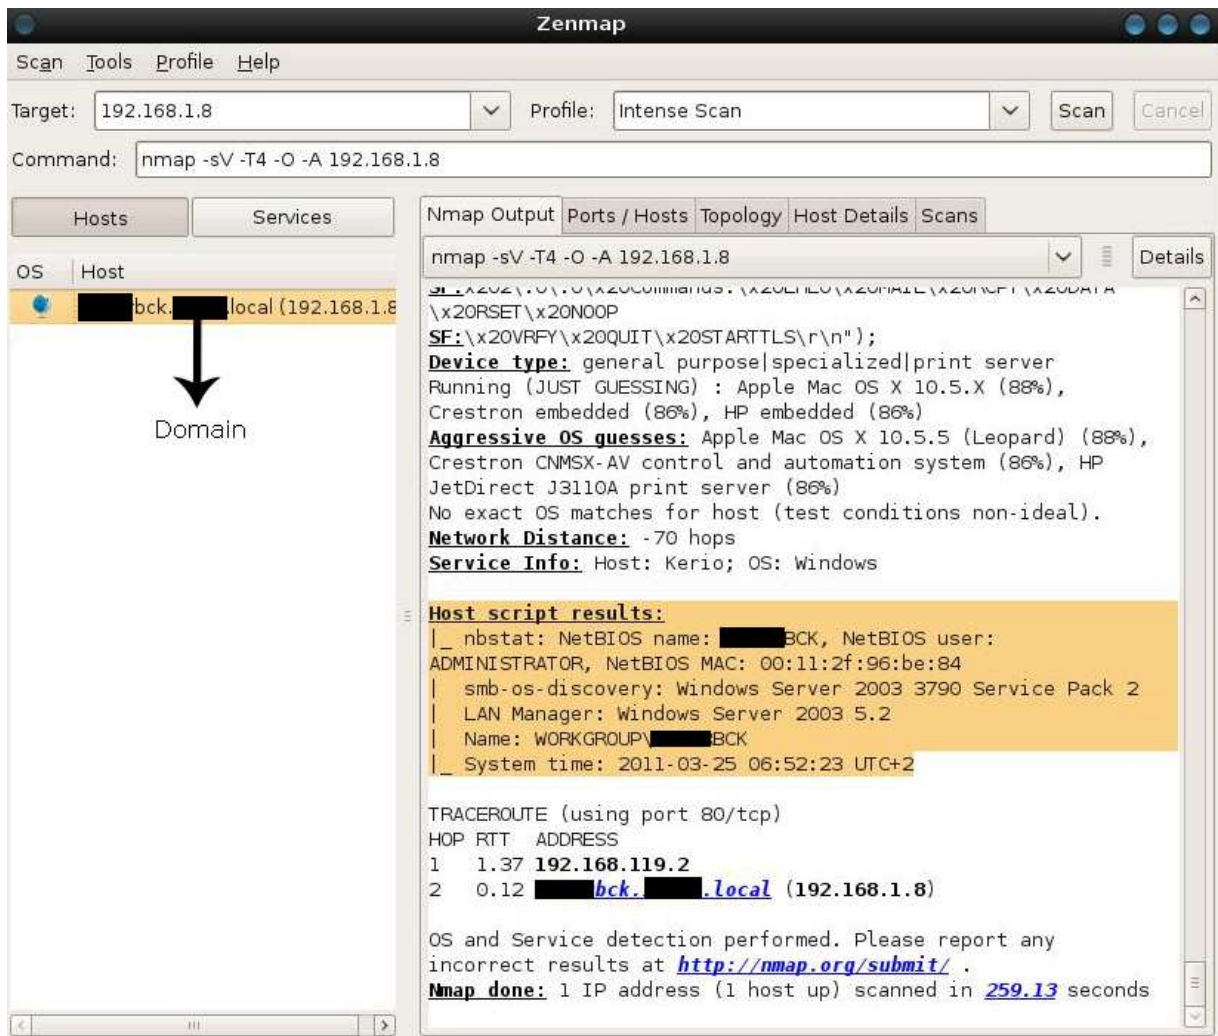 Zenmap
Scan Tools Profile Help
Target: 192.168.1.8 Profile: Intense Scan Scan Cancel
Command: nmap -sV -T4 -O -A 192.168.1.8
Hosts Services
OS Host
bck. .local (192.168.1.8
Domain
Nmap Output Ports / Hosts Topology Host Details Scans
nmap -sV -T4 -O -A 192.168.1.8 Details
SF:x202\.0\.0\x20Commands:\x20EHLO\x20MAIL\x20RCPT\x20DATA
\x20RSET\x20NOOP
SF:\x20VRFY\x20QUIT\x20STARTTLS\r\n");
Device type: general purpose|specialized|print server
Running (JUST GUESSING) : Apple Mac OS X 10.5.X (88%),
Crestron embedded (86%), HP embedded (86%)
Aggressive OS guesses: Apple Mac OS X 10.5.5 (Leopard) (88%),
Crestron CNMSX-AV control and automation system (86%), HP
JetDirect J3110A print server (86%)
No exact OS matches for host (test conditions non-ideal).
Network Distance: -70 hops
Service Info: Host: Kerio; OS: Windows
Host script results:
|_ nbstat: NetBIOS name: BCK, NetBIOS user:
ADMINISTRATOR, NetBIOS MAC: 00:11:2f:96:be:84
| smb-os-discovery: Windows Server 2003 3790 Service Pack 2
| LAN Manager: Windows Server 2003 5.2
| Name: WORKGROUP\ BCK
|_ System time: 2011-03-25 06:52:23 UTC+2
TRACEROUTE (using port 80/tcp)
HOP RTT ADDRESS
1 1.37 192.168.119.2
2 0.12 bck. .local (192.168.1.8)
OS and Service detection performed. Please report any
incorrect results at http://nmap.org/submit/ .
Nmap done: 1 IP address (1 host up) scanned in 259.13 seconds